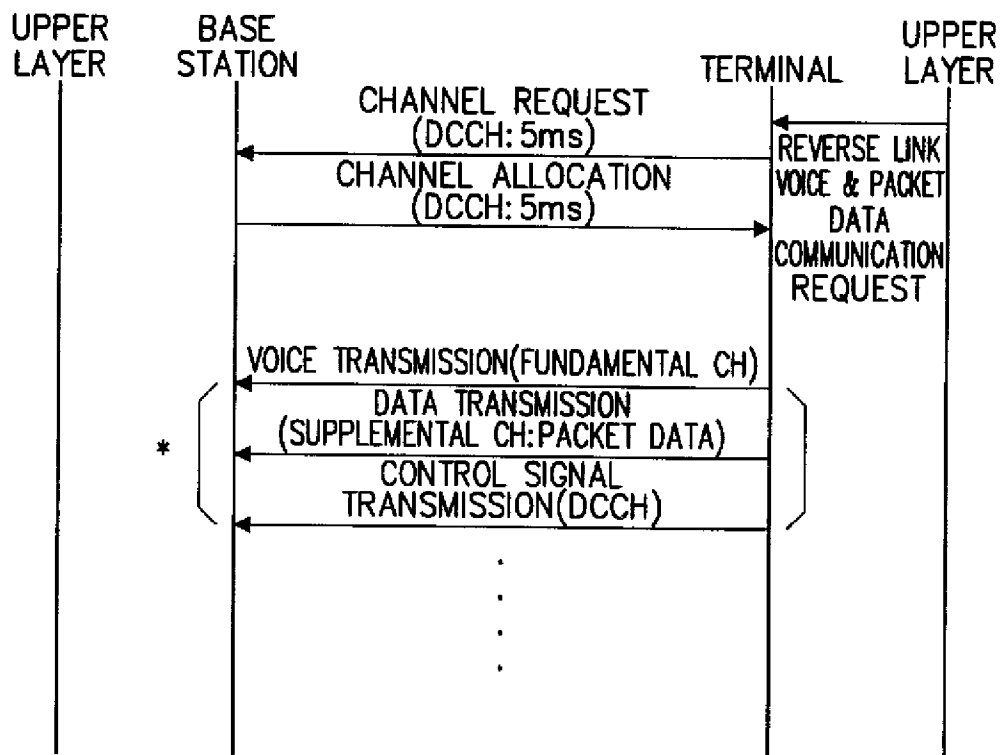 UPPER
LAYER
BASE
STATION
TERMINAL
UPPER
LAYER
CHANNEL REQUEST
(DCCH: 5ms)
CHANNEL ALLOCATION
(DCCH: 5ms)
REVERSE LINK
VOICE & PACKET
DATA
COMMUNICATION
REQUEST
VOICE TRANSMISSION(FUNDAMENTAL CH)
DATA TRANSMISSION
(SUPPLEMENTAL CH:PACKET DATA)
*
CONTROL SIGNAL
TRANSMISSION(DCCH)